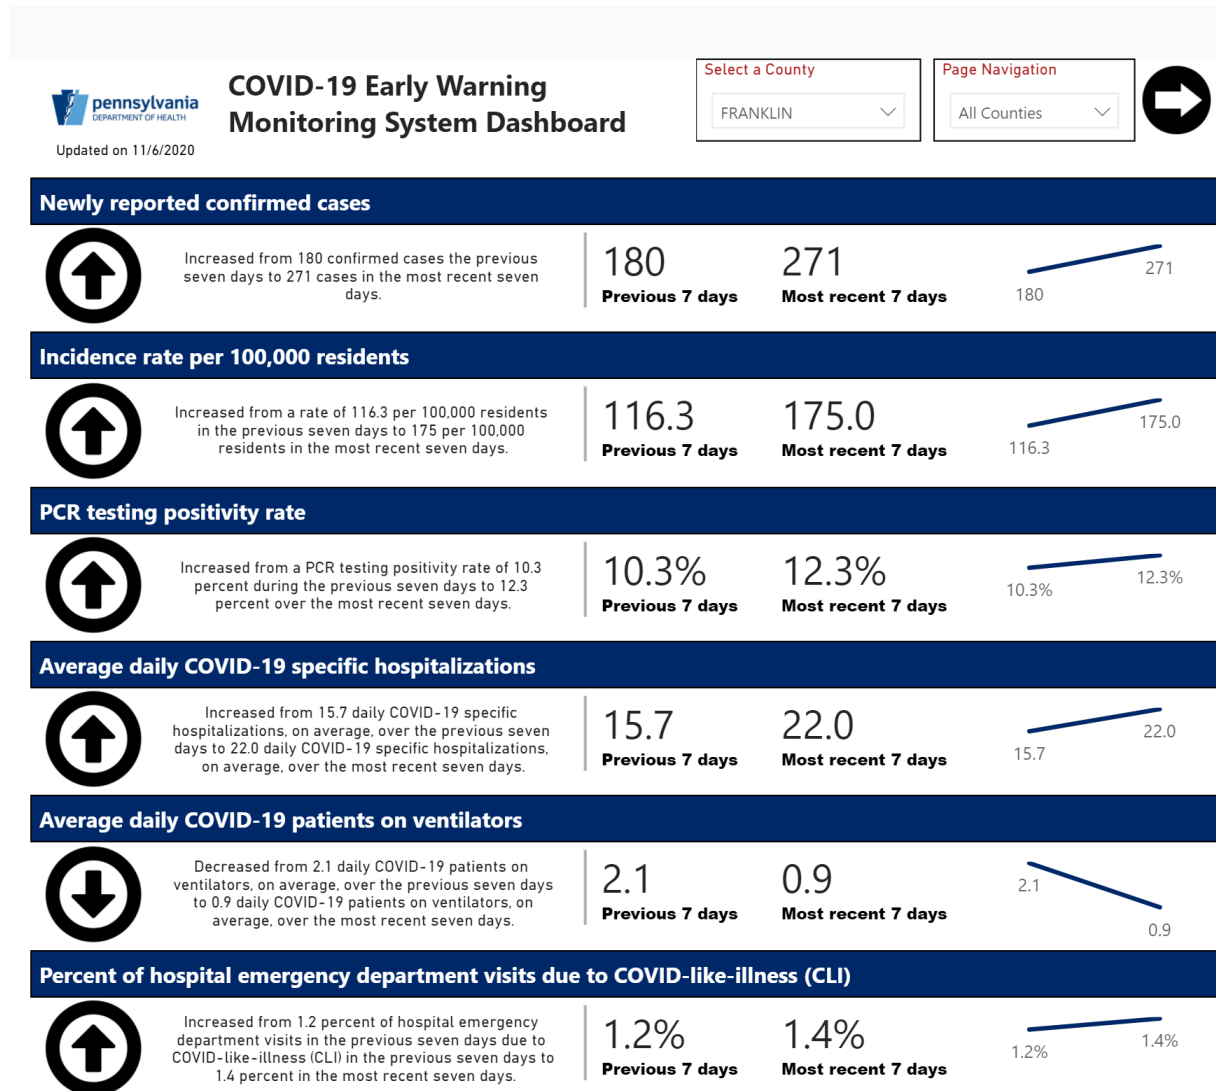 pennsylvania
DEPARTMENT OF HEALTH
Updated on 11/6/2020
COVID-19 Early Warning
Monitoring System Dashboard
Select a County
FRANKLIN
Page Navigation
All Counties
Newly reported confirmed cases
Increased from 180 confirmed cases the previous
seven days to 271 cases in the most recent seven
days.
180
Previous 7 days
271
Most recent 7 days
180
271
Incidence rate per 100,000 residents
Increased from a rate of 116.3 per 100,000 residents
in the previous seven days to 175 per 100,000
residents in the most recent seven days.
116.3
Previous 7 days
175.0
Most recent 7 days
116.3
175.0
PCR testing positivity rate
Increased from a PCR testing positivity rate of 10.3
percent during the previous seven days to 12.3
percent over the most recent seven days.
10.3%
Previous 7 days
12.3%
Most recent 7 days
10.3%
12.3%
Average daily COVID-19 specific hospitalizations
Increased from 15.7 daily COVID-19 specific
hospitalizations, on average, over the previous seven
days to 22.0 daily COVID-19 specific hospitalizations,
on average, over the most recent seven days.
15.7
Previous 7 days
22.0
Most recent 7 days
15.7
22.0
Average daily COVID-19 patients on ventilators
Decreased from 2.1 daily COVID-19 patients on
ventilators, on average, over the previous seven days
to 0.9 daily COVID-19 patients on ventilators, on
average, over the most recent seven days.
2.1
Previous 7 days
0.9
Most recent 7 days
2.1
0.9
Percent of hospital emergency department visits due to COVID-like-illness (CLI)
Increased from 1.2 percent of hospital emergency
department visits in the previous seven days due to
COVID-like-illness (CLI) in the previous seven days to
1.4 percent in the most recent seven days.
1.2%
Previous 7 days
1.4%
Most recent 7 days
1.2%
1.4%